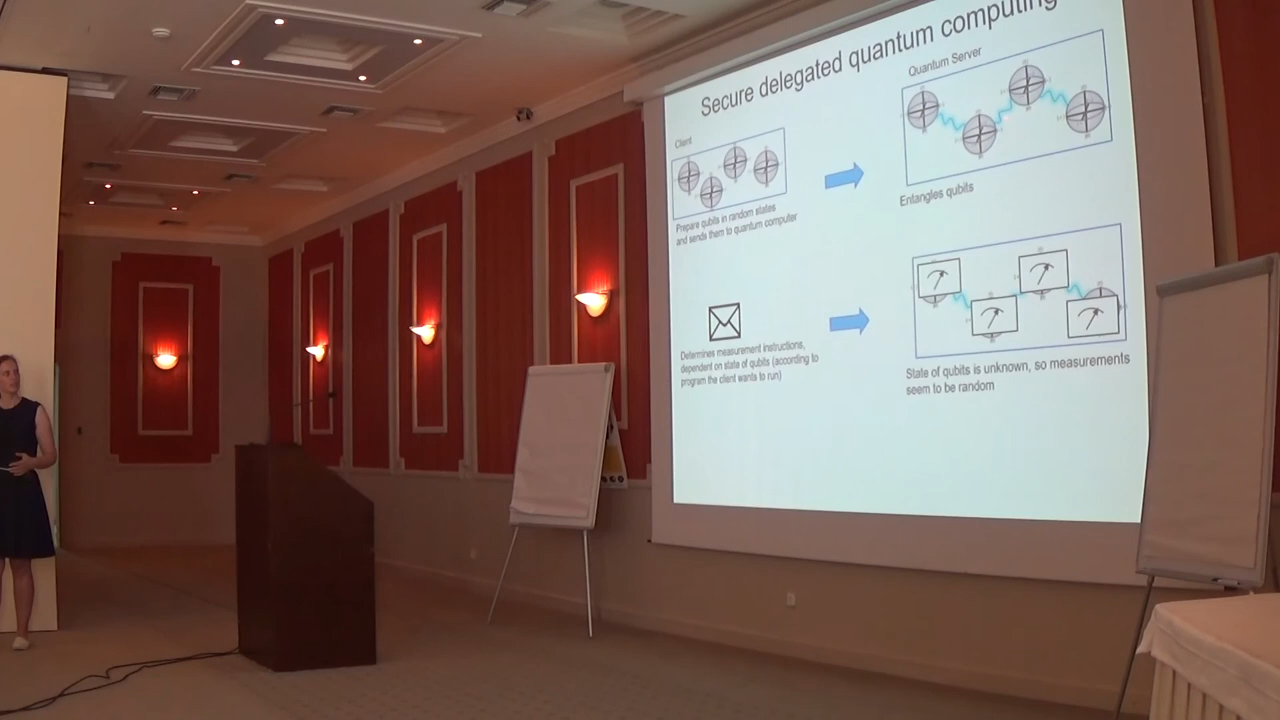 Secure delegated quantum computing
Client
Quantum Server
Prepare qubits in random states
and sends them to quantum computer
Entangles qubits
Determines measurement instructions,
dependent on state of qubits (according to
program the client wants to run)
State of qubits is unknown, so measurements
seem to be random